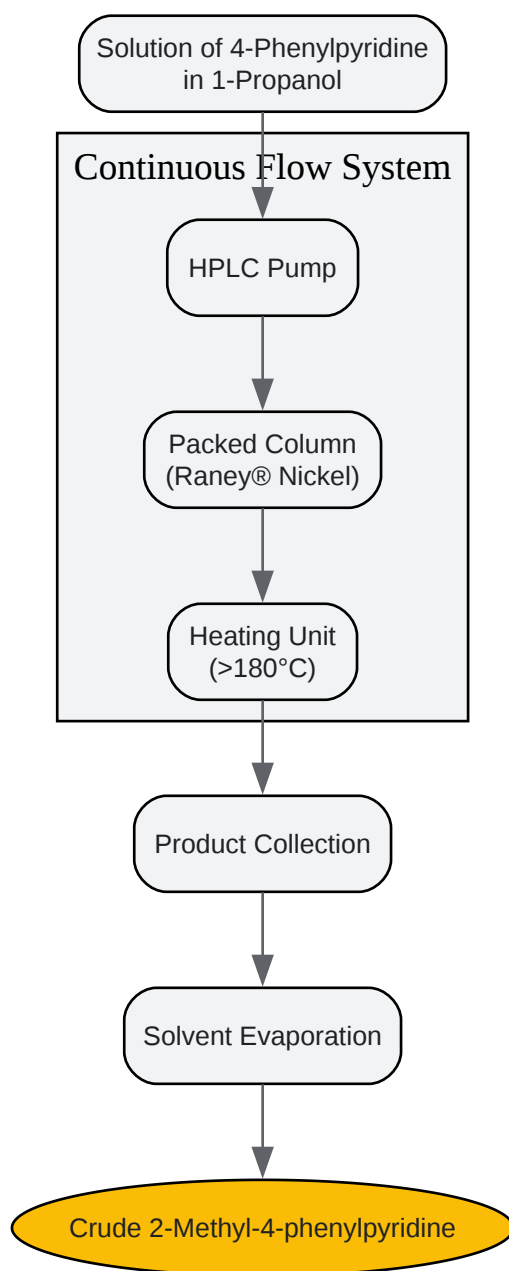 Solution of 4-Phenylpyridine
in 1-Propanol
Continuous Flow System
HPLC Pump
Packed Column
(Raney® Nickel)
Heating Unit
(>180°C)
Product Collection
Solvent Evaporation
Crude 2-Methyl-4-phenylpyridine